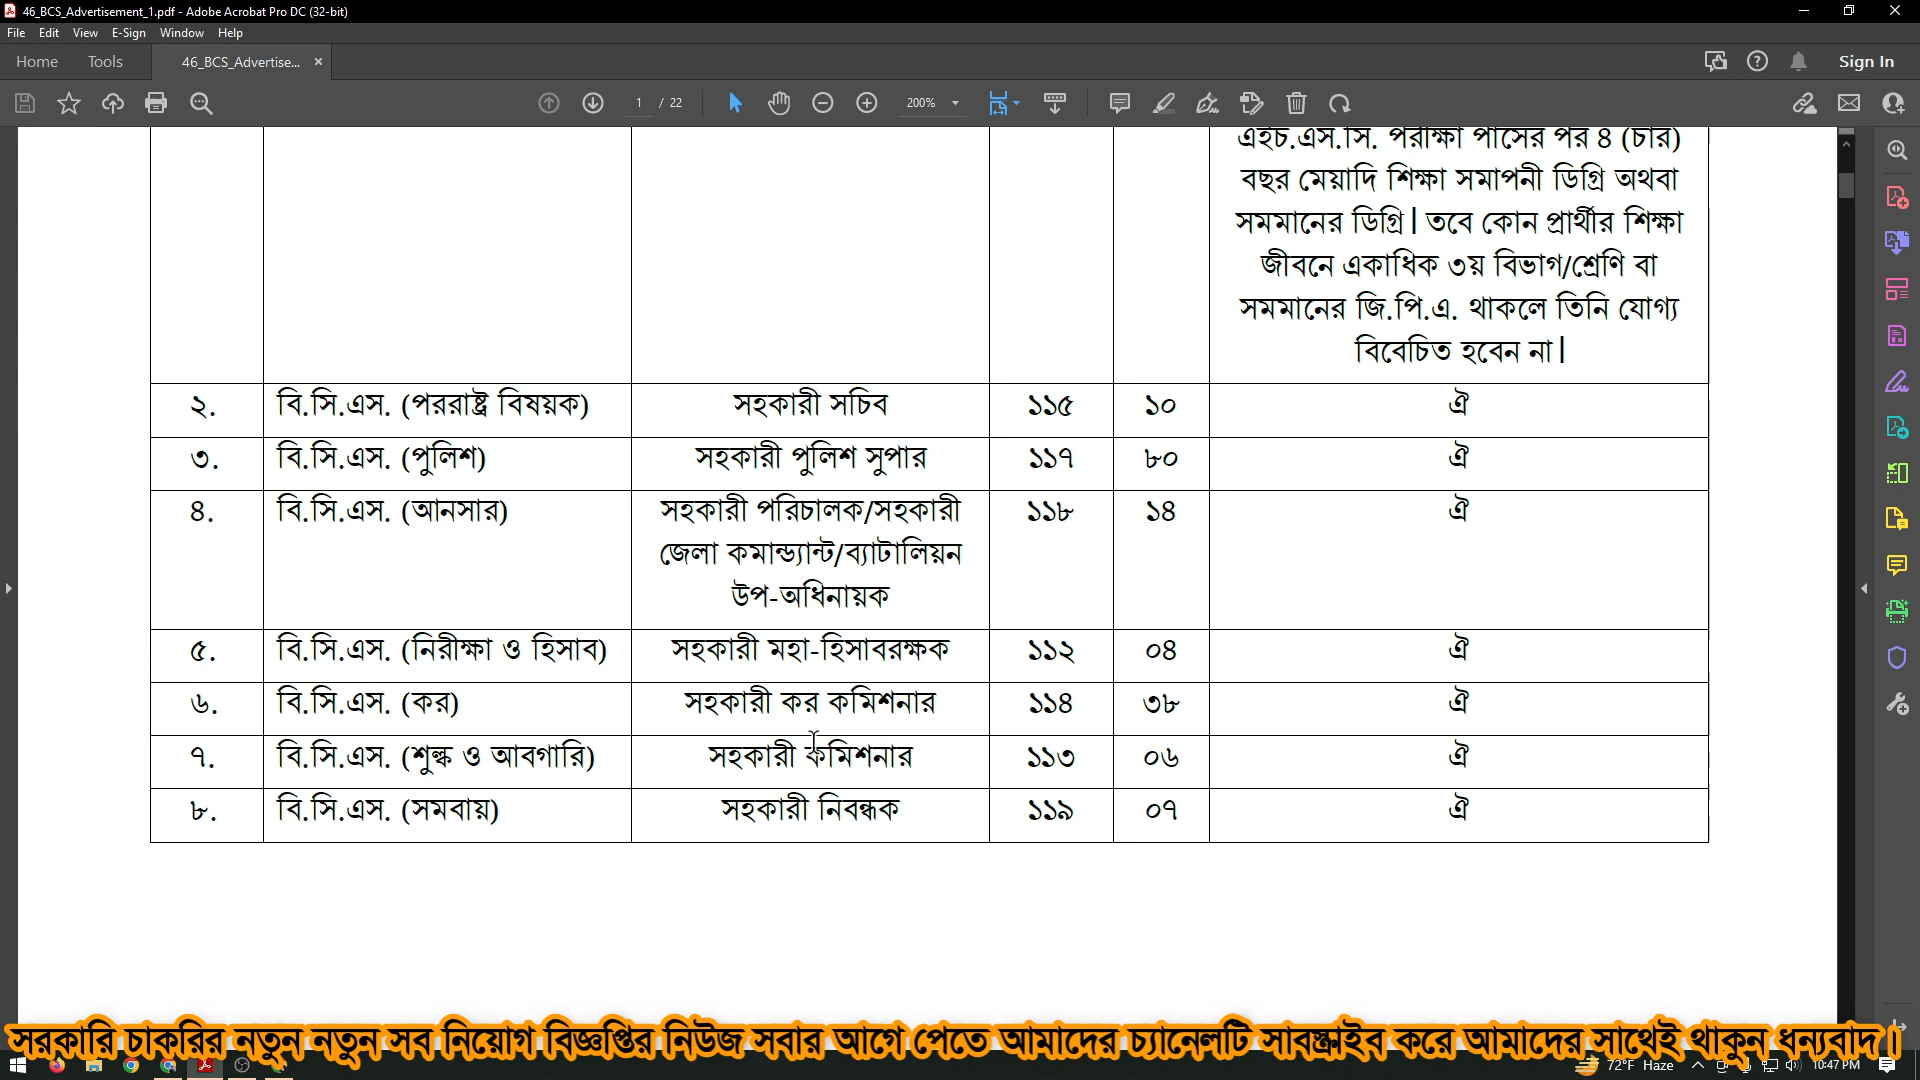 46_BCS_Advertisement_1.pdf - Adobe Acrobat Pro DC (32-bit)
File Edit View E-Sign Window Help
Home Tools 46_BCS_Advertise... × Sign In
1 / 22 200%
এইচ.এস.সি. পরীক্ষা পাসের পর ৪ (চার)
বছর মেয়াদি শিক্ষা সমাপনী ডিগ্রি অথবা
সমমানের ডিগ্রি। তবে কোন প্রার্থীর শিক্ষা
জীবনে একাধিক ৩য় বিভাগ/শ্রেণি বা
সমমানের জি.পি.এ. থাকলে তিনি যোগ্য
বিবেচিত হবেন না।
২. বি.সি.এস. (পররাষ্ট্র বিষয়ক) সহকারী সচিব ১১৫ ১০ ঐ
৩. বি.সি.এস. (পুলিশ) সহকারী পুলিশ সুপার ১১৭ ৮০ ঐ
৪. বি.সি.এস. (আনসার) সহকারী পরিচালক/সহকারী ১১৮ ১৪ ঐ
জেলা কমান্ড্যান্ট/ব্যাটালিয়ন
উপ-অধিনায়ক
৫. বি.সি.এস. (নিরীক্ষা ও হিসাব) সহকারী মহা-হিসাবরক্ষক ১১২ ০৪ ঐ
৬. বি.সি.এস. (কর) সহকারী কর কমিশনার ১১৪ ৩৮ ঐ
৭. বি.সি.এস. (শুল্ক ও আবগারি) সহকারী কমিশনার ১১৩ ০৬ ঐ
৮. বি.সি.এস. (সমবায়) সহকারী নিবন্ধক ১১৯ ০৭ ঐ
সরকারি চাকরির নতুন নতুন সব নিয়োগ বিজ্ঞপ্তির নিউজ সবার আগে পেতে আমাদের চ্যানেলটি সাবস্ক্রাইব করে আমাদের সাথেই থাকুন ধন্যবাদ।
72°F Haze 10:47 PM